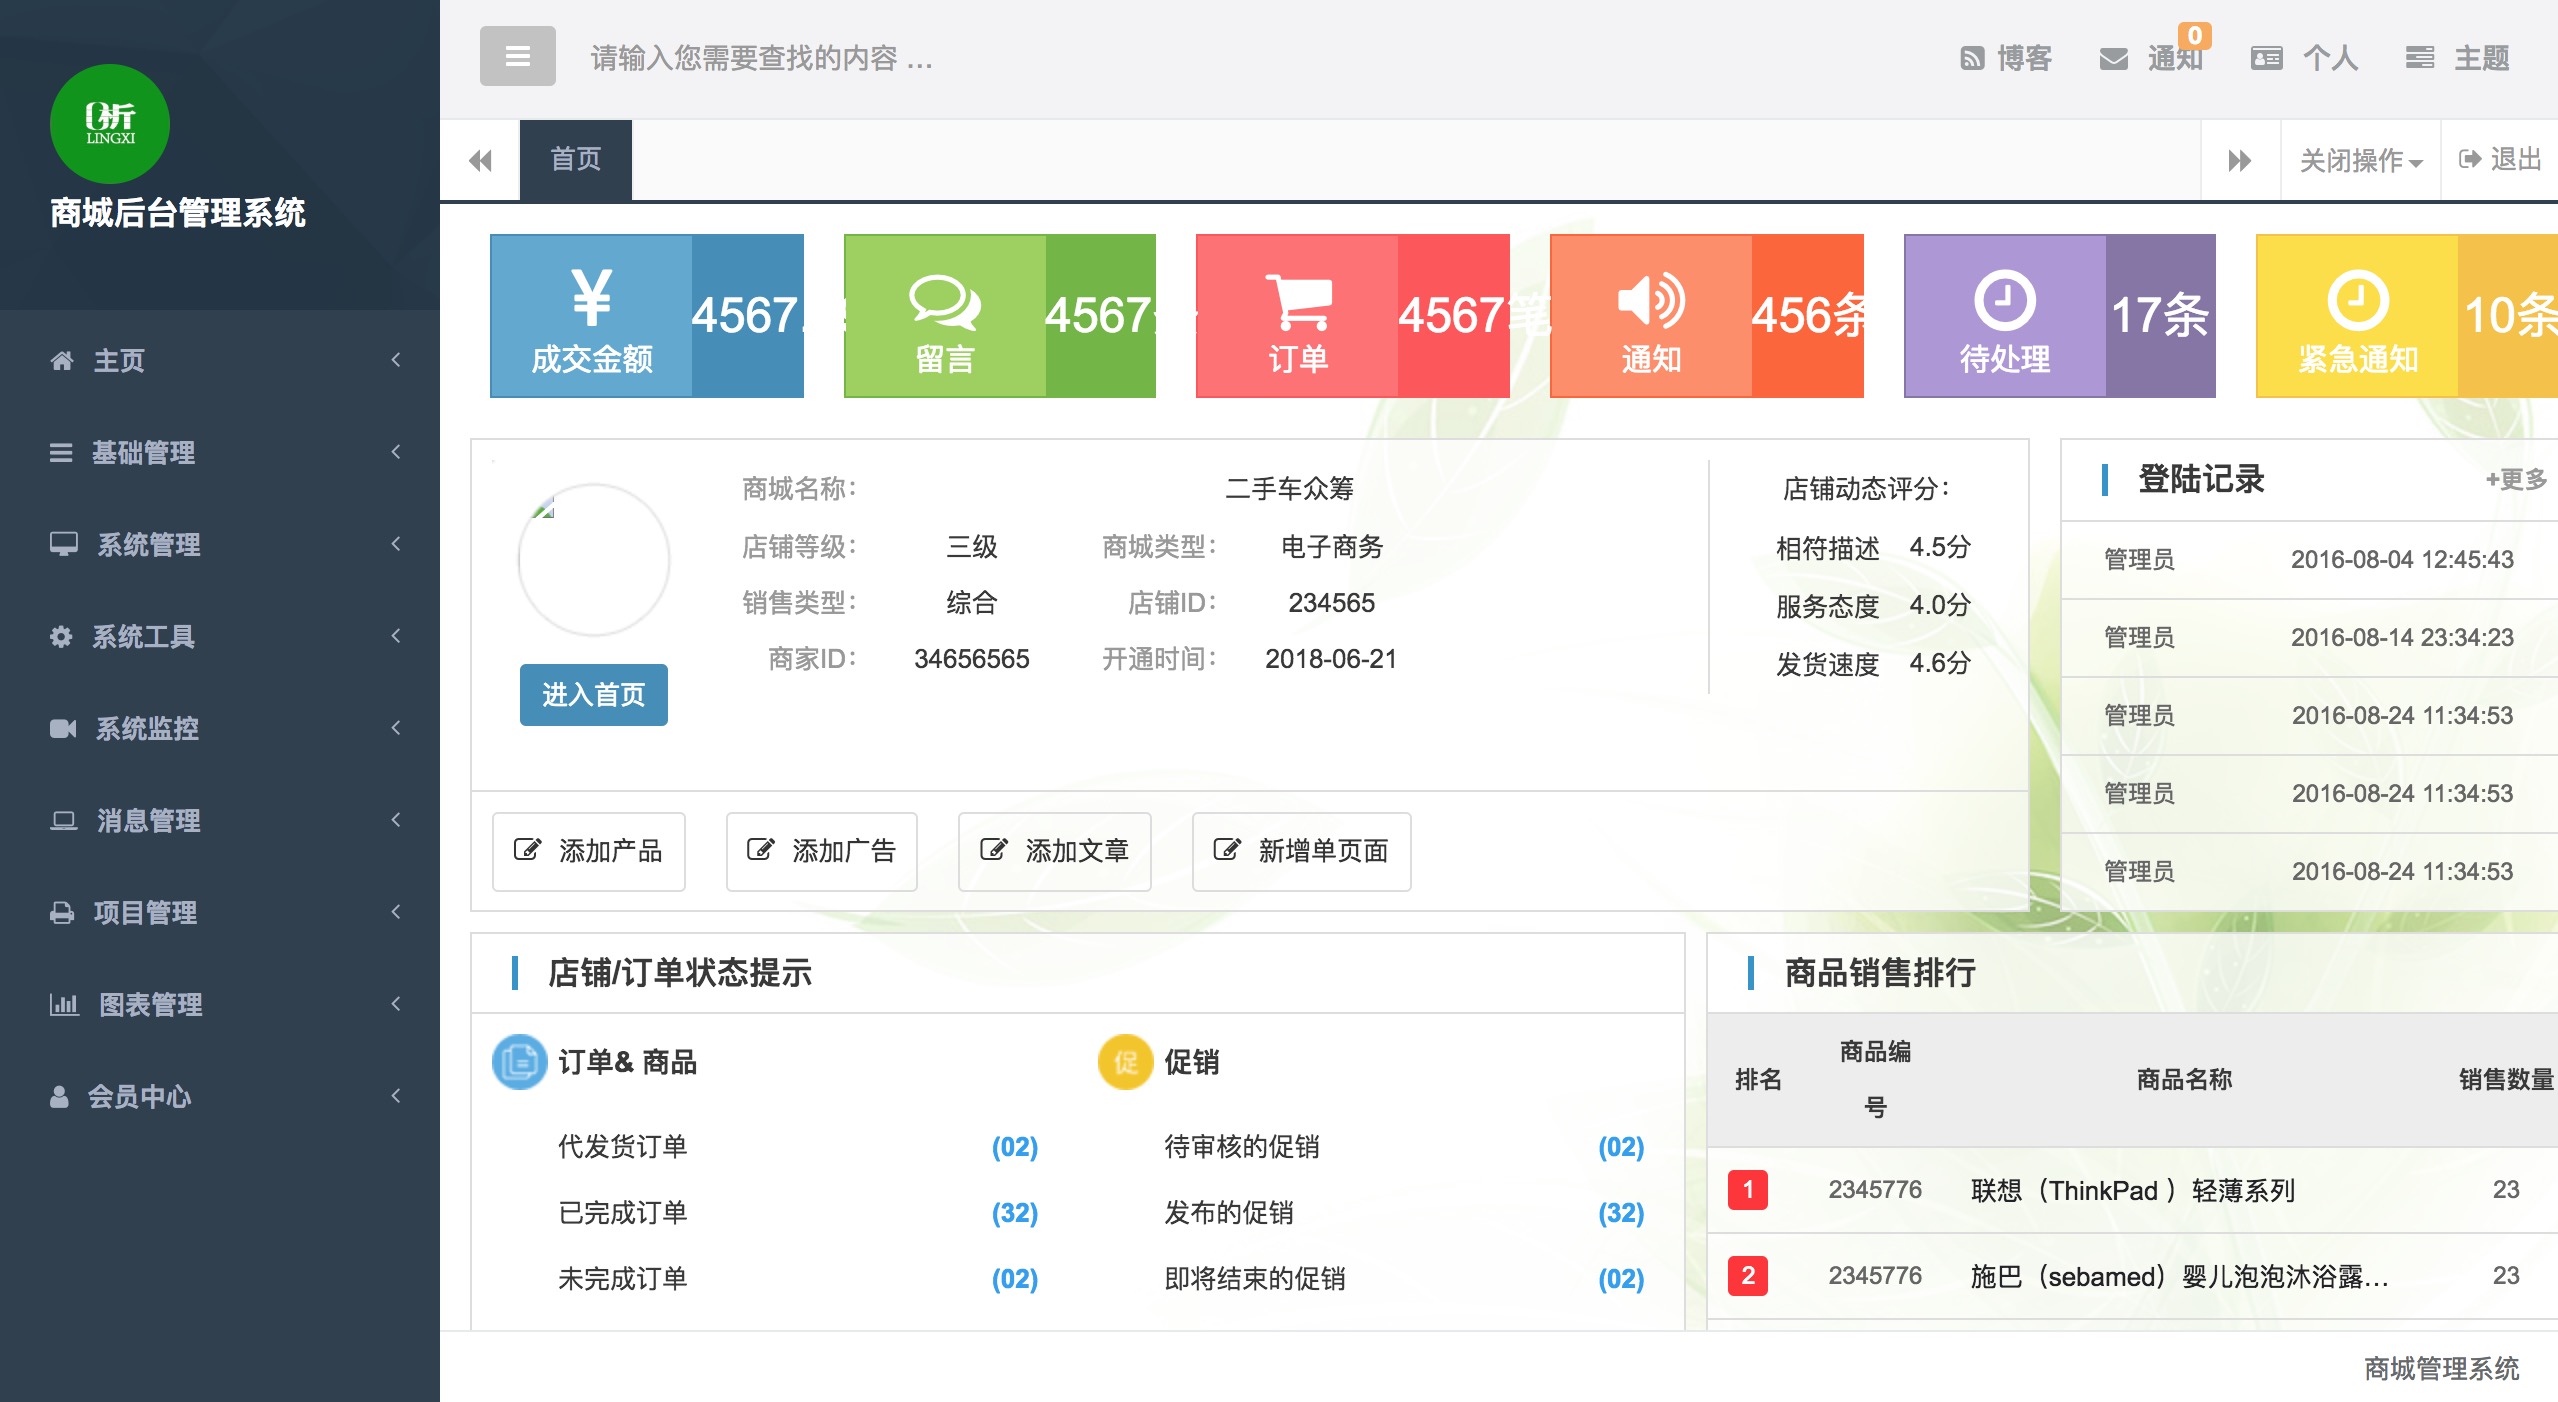 LINGXI
商城后台管理系统
主页
基础管理
系统管理
系统工具
系统监控
消息管理
项目管理
图表管理
会员中心
请输入您需要查找的内容 …
博客
通知 0
个人
主题
首页
关闭操作
退出
成交金额 4567
留言 4567
订单 4567笔
通知 456条
待处理 17条
紧急通知 10条
商城名称： 二手车众筹
店铺等级： 三级 商城类型： 电子商务
销售类型： 综合 店铺ID： 234565
商家ID： 34656565 开通时间： 2018-06-21
进入首页
店铺动态评分：
相符描述 4.5分
服务态度 4.0分
发货速度 4.6分
添加产品
添加广告
添加文章
新增单页面
登陆记录 +更多
管理员 2016-08-04 12:45:43
管理员 2016-08-14 23:34:23
管理员 2016-08-24 11:34:53
管理员 2016-08-24 11:34:53
管理员 2016-08-24 11:34:53
店铺/订单状态提示
订单& 商品
代发货订单 (02)
已完成订单 (32)
未完成订单 (02)
促 促销
待审核的促销 (02)
发布的促销 (32)
即将结束的促销 (02)
商品销售排行
排名 商品编号 商品名称 销售数量
1 2345776 联想（ThinkPad ）轻薄系列 23
2 2345776 施巴（sebamed）婴儿泡泡沐浴露… 23
商城管理系统